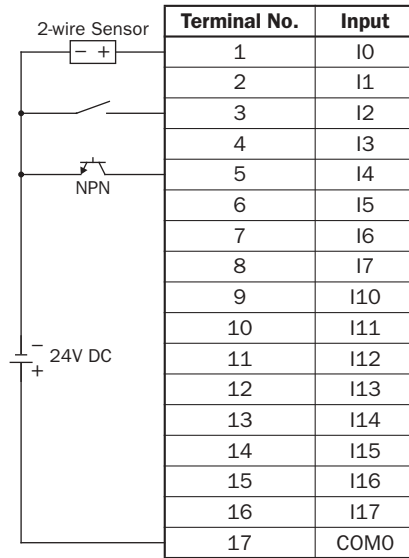 2-wire Sensor
− +
NPN
−
24V DC
+
Terminal No. Input
1 I0
2 I1
3 I2
4 I3
5 I4
6 I5
7 I6
8 I7
9 I10
10 I11
11 I12
12 I13
13 I14
14 I15
15 I16
16 I17
17 COM0